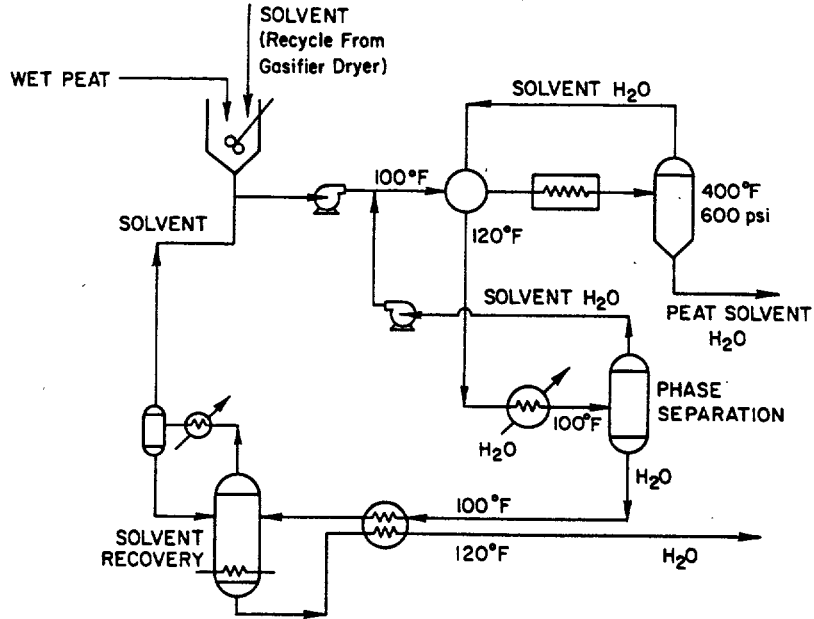 SOLVENT
(Recycle From
Gasifier Dryer)
WET PEAT
SOLVENT H₂O
100°F
400°F
600 psi
SOLVENT
120°F
SOLVENT H₂O
PEAT SOLVENT
H₂O
PHASE
SEPARATION
100°F
H₂O
H₂O
100°F
SOLVENT
RECOVERY
120°F
H₂O